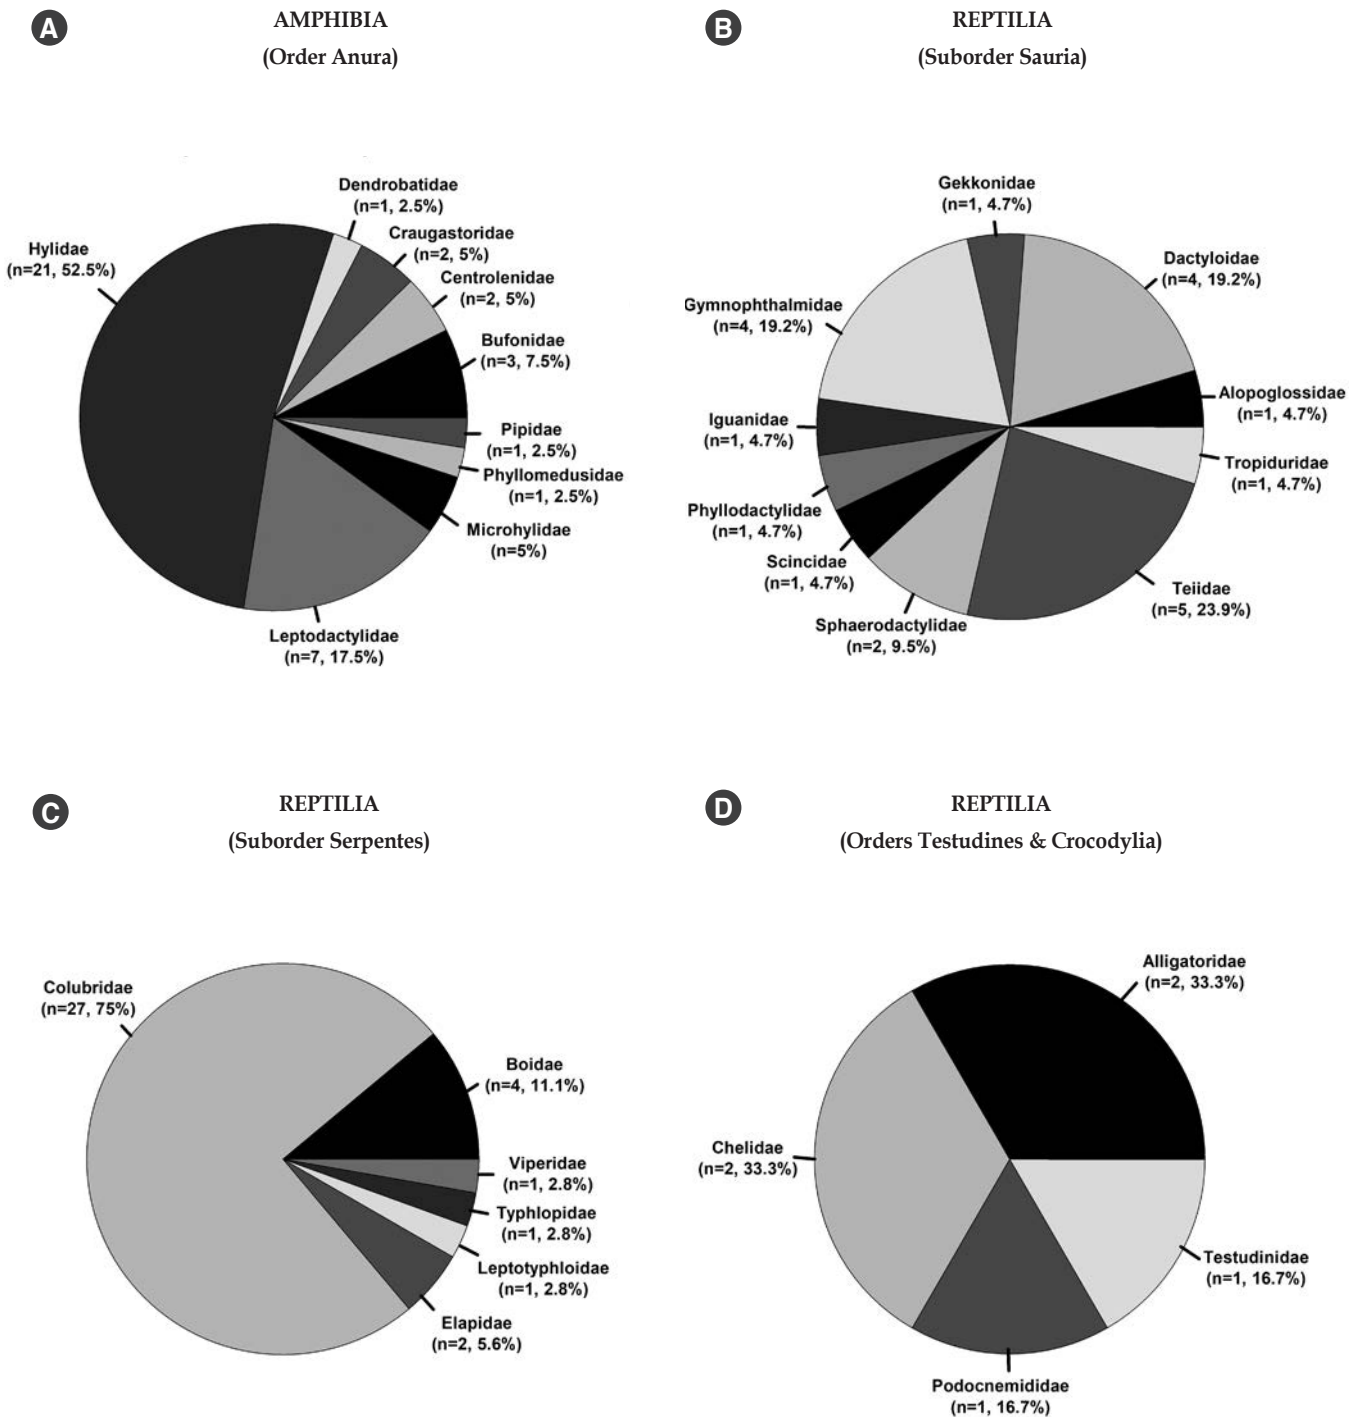 A
AMPHIBIA
(Order Anura)
Dendrobatidae
(n=1, 2.5%)
Craugastoridae
(n=2, 5%)
Centrolenidae
(n=2, 5%)
Bufonidae
(n=3, 7.5%)
Pipidae
(n=1, 2.5%)
Phyllomedusidae
(n=1, 2.5%)
Microhylidae
(n=5%)
Leptodactylidae
(n=7, 17.5%)
Hylidae
(n=21, 52.5%)
B
REPTILIA
(Suborder Sauria)
Gekkonidae
(n=1, 4.7%)
Dactyloidae
(n=4, 19.2%)
Alopoglossidae
(n=1, 4.7%)
Tropiduridae
(n=1, 4.7%)
Teiidae
(n=5, 23.9%)
Sphaerodactylidae
(n=2, 9.5%)
Scincidae
(n=1, 4.7%)
Phyllodactylidae
(n=1, 4.7%)
Iguanidae
(n=1, 4.7%)
Gymnophthalmidae
(n=4, 19.2%)
C
REPTILIA
(Suborder Serpentes)
Colubridae
(n=27, 75%)
Boidae
(n=4, 11.1%)
Viperidae
(n=1, 2.8%)
Typhlopidae
(n=1, 2.8%)
Leptotyphloidae
(n=1, 2.8%)
Elapidae
(n=2, 5.6%)
D
REPTILIA
(Orders Testudines & Crocodylia)
Alligatoridae
(n=2, 33.3%)
Chelidae
(n=2, 33.3%)
Testudinidae
(n=1, 16.7%)
Podocnemididae
(n=1, 16.7%)